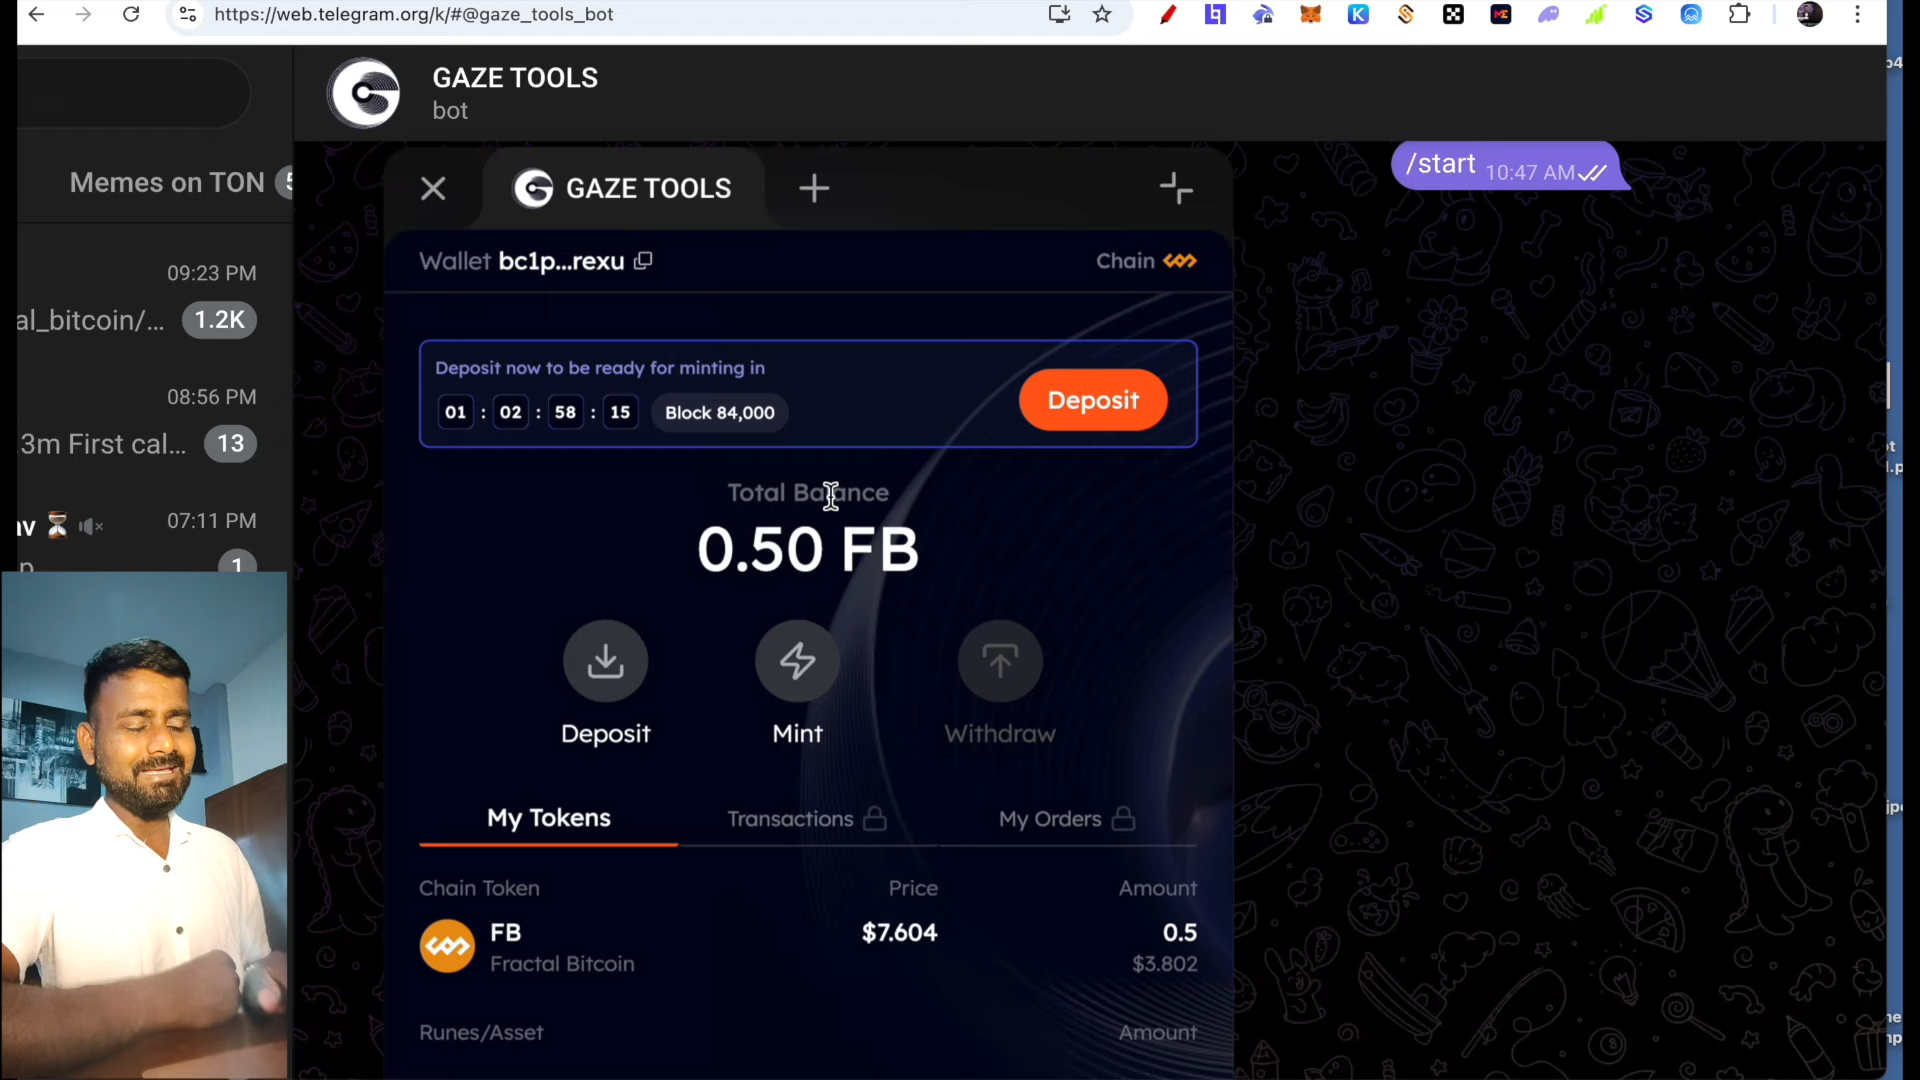 https://web.telegram.org/k/#@gaze_tools_bot
GAZE TOOLS
bot
Memes on TON
/start 10:47 AM
GAZE TOOLS
Wallet bc1p...rexu
Chain
09:23 PM
al_bitcoin/... 1.2K
08:56 PM
3m First cal... 13
07:11 PM
1
Deposit now to be ready for minting in
01 : 02 : 58 : 15 Block 84,000
Deposit
Total Balance
0.50 FB
Deposit
Mint
Withdraw
My Tokens
Transactions
My Orders
Chain Token Price Amount
FB $7.604 0.5
Fractal Bitcoin $3.802
Runes/Asset Amount